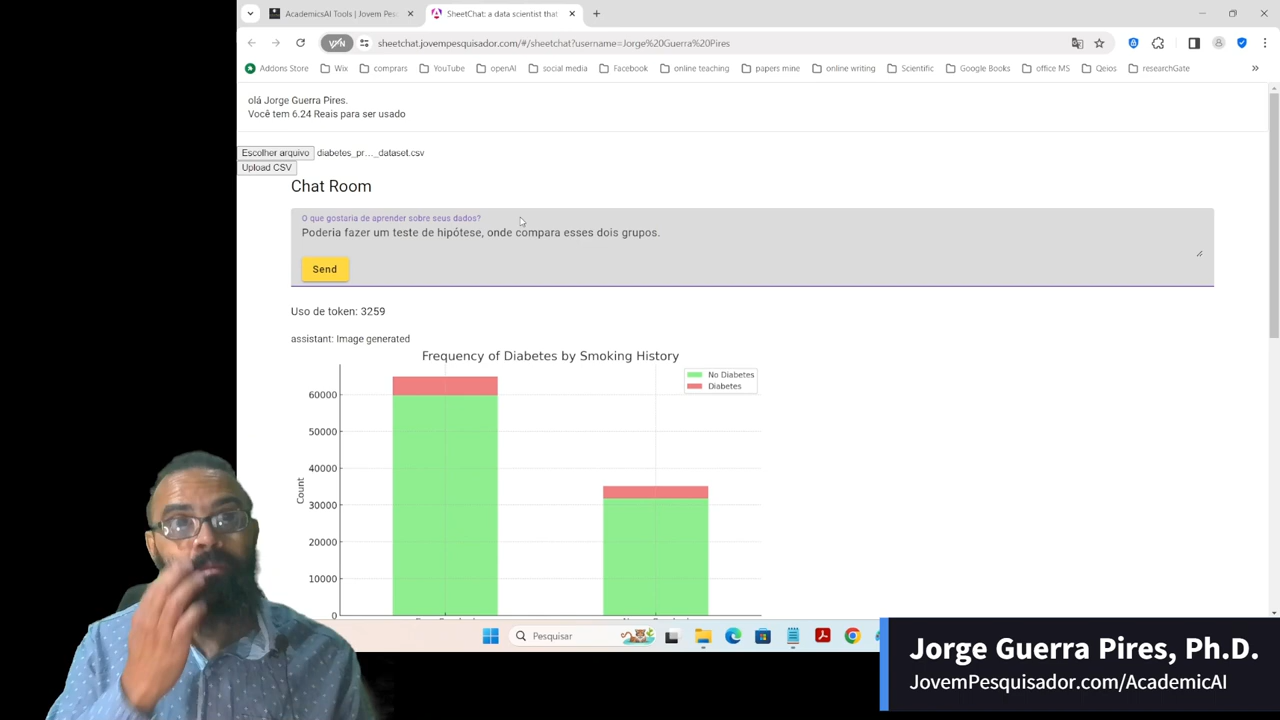 AcademicsAI Tools | Jovem Pes
SheetChat: a data scientist that
sheetchat.jovempesquisador.com/#/sheetchat?username=Jorge%20Guerra%20Pires
Addons Store
Wix
comprars
YouTube
openAI
social media
Facebook
online teaching
papers mine
online writing
Scientific
Google Books
office MS
Qeios
researchGate
olá Jorge Guerra Pires.
Você tem 6.24 Reais para ser usado
Escolher arquivo diabetes_pr…_dataset.csv
Upload CSV
Chat Room
O que gostaria de aprender sobre seus dados?
Poderia fazer um teste de hipótese, onde compara esses dois grupos.
Send
Uso de token: 3259
assistant: Image generated
Frequency of Diabetes by Smoking History
No Diabetes
Diabetes
60000
50000
40000
30000
20000
10000
0
Count
Pesquisar
Jorge Guerra Pires, Ph.D.
JovemPesquisador.com/AcademicAI